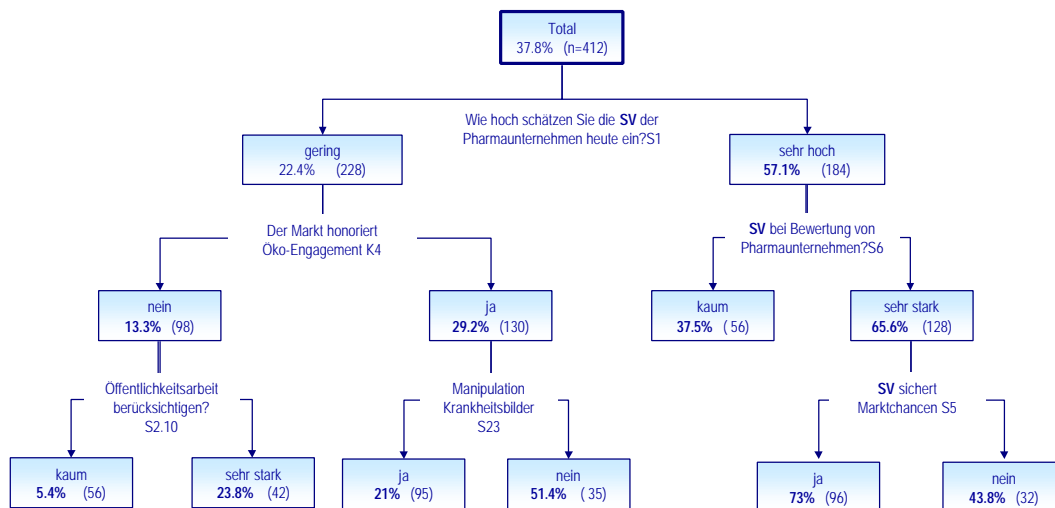 Total
37.8% (n=412)
Wie hoch schätzen Sie die SV der
Pharmaunternehmen heute ein?S1
gering
22.4% (228)
sehr hoch
57.1% (184)
Der Markt honoriert
Öko-Engagement K4
SV bei Bewertung von
Pharmaunternehmen?S6
nein
13.3% (98)
ja
29.2% (130)
kaum
37.5% ( 56)
sehr stark
65.6% (128)
Öffentlichkeitsarbeit
berücksichtigen?
S2.10
Manipulation
Krankheitsbilder
S23
SV sichert
Marktchancen S5
kaum
5.4% (56)
sehr stark
23.8% (42)
ja
21% (95)
nein
51.4% ( 35)
ja
73% (96)
nein
43.8% (32)